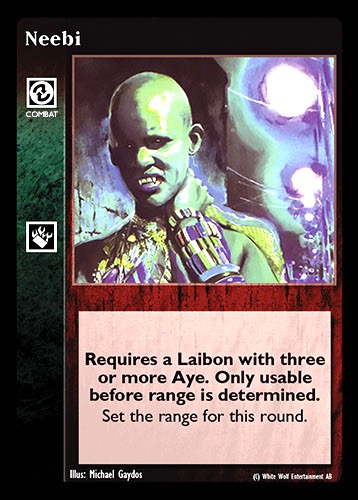 Neebi
COMBAT
Requires a Laibon with three
or more Aye. Only usable
before range is determined.
Set the range for this round.
Illus: Michael Gaydos
(C) White Wolf Entertainment AB